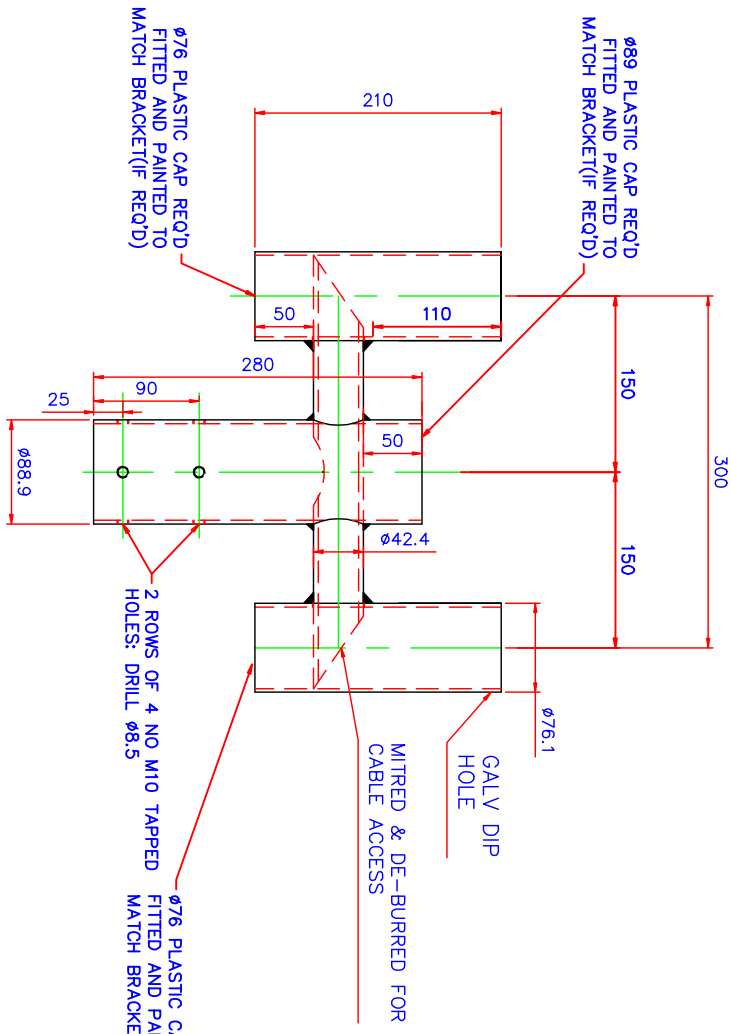 ø89 PLASTIC CAP REQ'D
FITTED AND PAINTED TO
MATCH BRACKET(IF REQ'D)
ø76 PLASTIC CAP REQ'D
FITTED AND PAINTED TO
MATCH BRACKET(IF REQ'D)
210
300
150
150
50
110
280
90
25
50
ø88.9
ø42.4
ø76.1
GALV DIP
HOLE
MITRED & DE-BURRED FOR
CABLE ACCESS
2 ROWS OF 4 NO M10 TAPPED
HOLES: DRILL ø8.5
ø76 PLASTIC
FITTED AND
MATCH